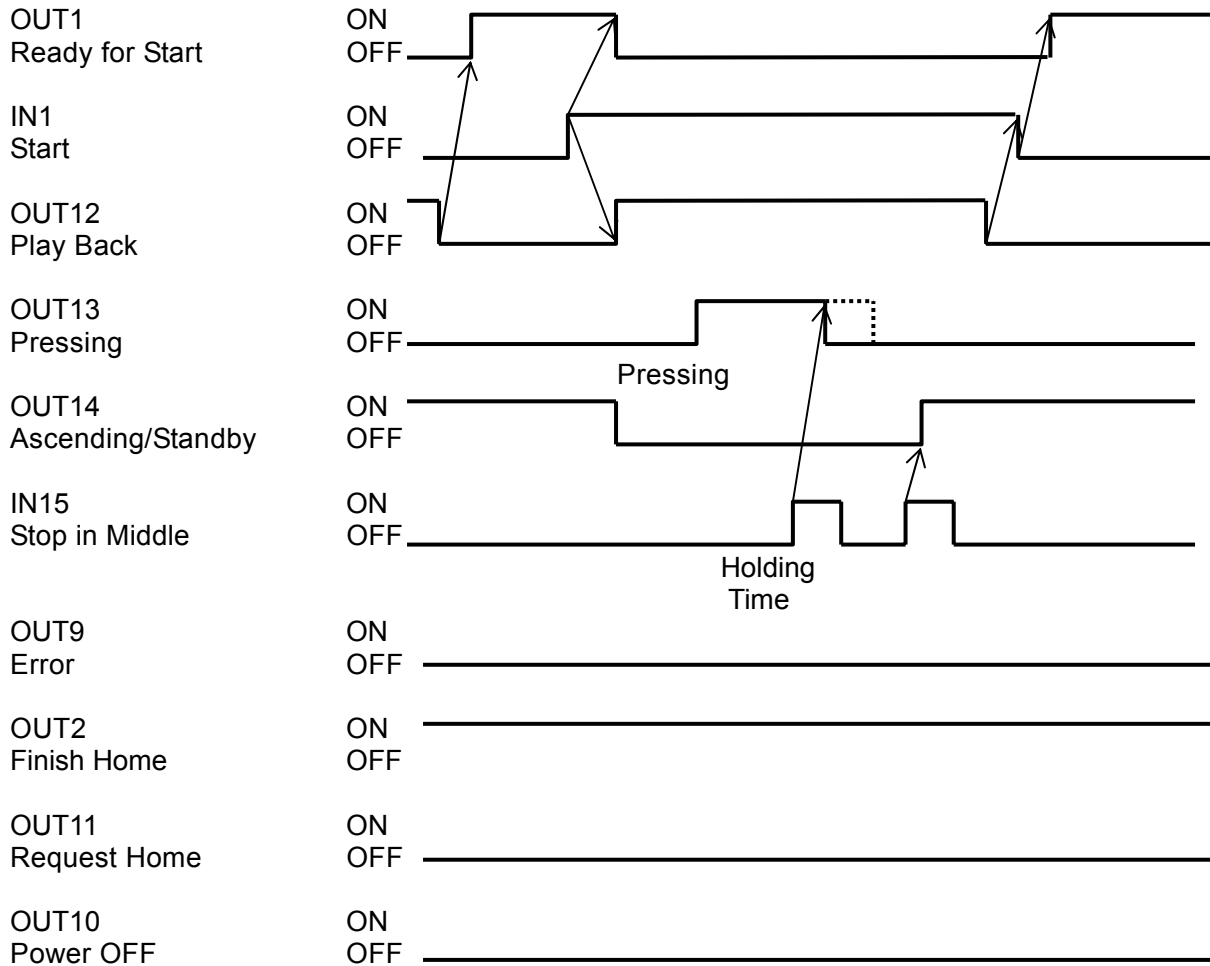 OUT1 ON
Ready for Start OFF
IN1 ON
Start OFF
OUT12 ON
Play Back OFF
OUT13 ON
Pressing OFF
Pressing
OUT14 ON
Ascending/Standby OFF
IN15 ON
Stop in Middle OFF
Holding
Time
OUT9 ON
Error OFF
OUT2 ON
Finish Home OFF
OUT11 ON
Request Home OFF
OUT10 ON
Power OFF OFF